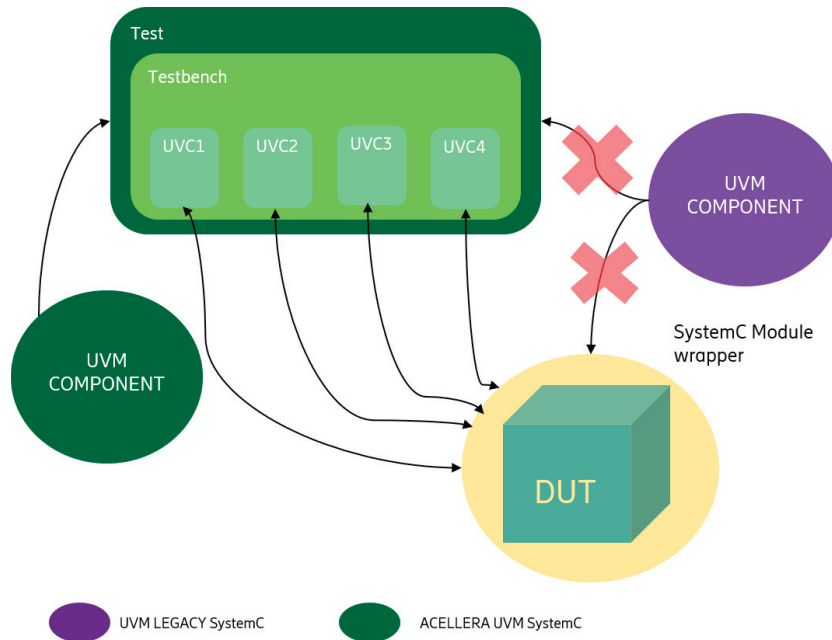 Test
Testbench
UVC1
UVC2
UVC3
UVC4
UVM
COMPONENT
UVM
COMPONENT
SystemC Module
wrapper
DUT
UVM LEGACY SystemC
ACELLERA UVM SystemC